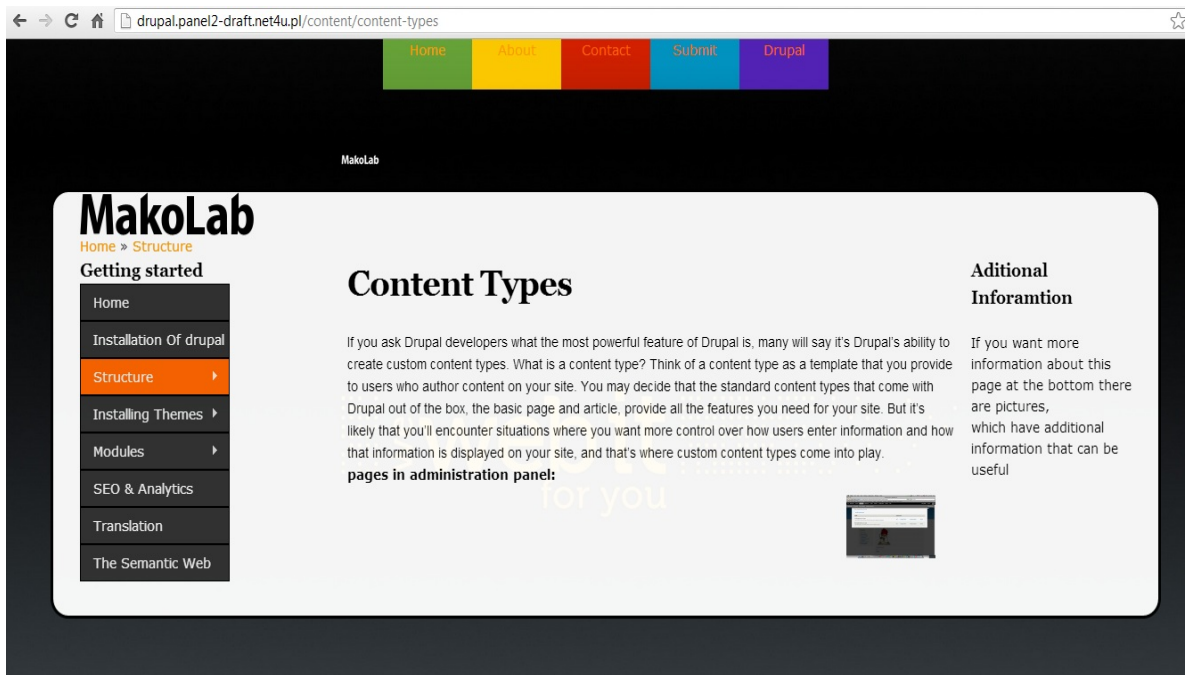 drupal.panel2-draft.net4u.pl/content/content-types
Home About Contact Submit Drupal
MakoLab
MakoLab
Home » Structure
Getting started
Home
Installation Of drupal
Structure
Installing Themes
Modules
SEO & Analytics
Translation
The Semantic Web
Content Types
If you ask Drupal developers what the most powerful feature of Drupal is, many will say it's Drupal's ability to
create custom content types. What is a content type? Think of a content type as a template that you provide
to users who author content on your site. You may decide that the standard content types that come with
Drupal out of the box, the basic page and article, provide all the features you need for your site. But it's
likely that you'll encounter situations where you want more control over how users enter information and how
that information is displayed on your site, and that's where custom content types come into play.
pages in administration panel:
for you
Aditional
Inforamtion
If you want more
information about this
page at the bottom there
are pictures,
which have additional
information that can be
useful